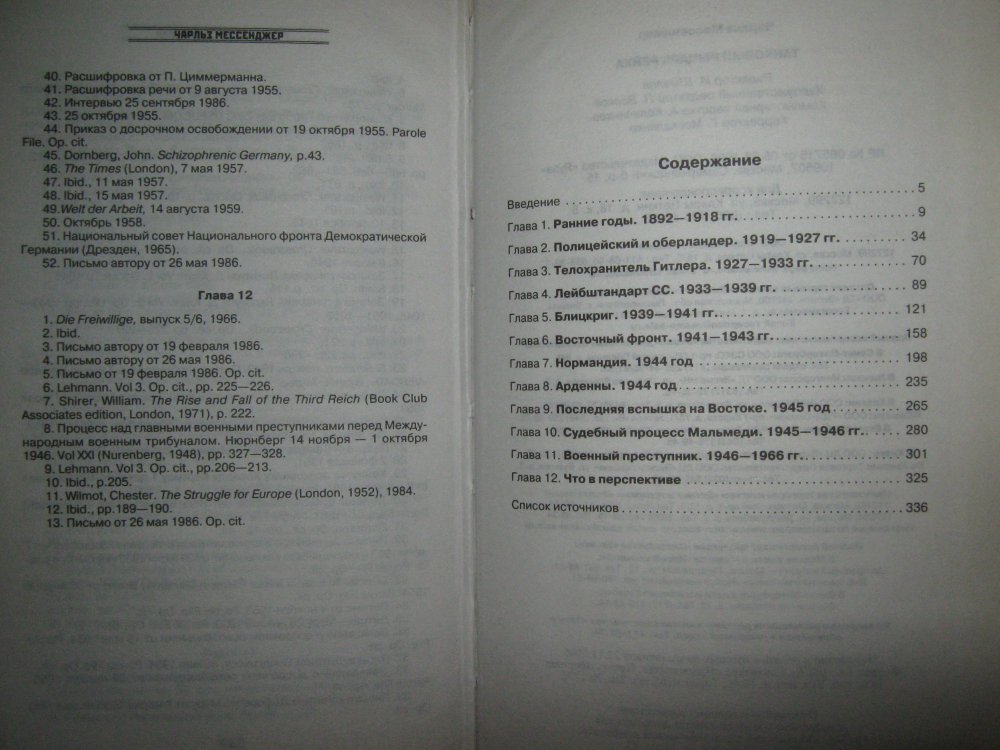 ЧАРЛЬЗ МЕССЕНДЖЕР
40. Расшифровка от П. Циммерманна.
41. Расшифровка речи от 9 августа 1955.
42. Интервью 25 сентября 1986.
43. 25 октября 1955.
44. Приказ о досрочном освобождении от 19 октября 1955. Parole
File. Op. cit.
45. Dornberg, John. Schizophrenic Germany, p.43.
46. The Times (London), 7 мая 1957.
47. Ibid., 11 мая 1957.
48. Ibid., 15 мая 1957.
49.Welt der Arbeit, 14 августа 1959.
50. Октябрь 1958.
51. Национальный совет Национального фронта Демократической
Германии (Дрезден, 1965).
52. Письмо автору от 26 мая 1986.
Глава 12
1. Die Freiwillige, выпуск 5/6, 1966.
2. Ibid.
3. Письмо автору от 19 февраля 1986.
4. Письмо автору от 26 мая 1986.
5. Письмо от 19 февраля 1986. Op. cit.
6. Lehmann. Vol 3. Op. cit., pp. 225—226.
7. Shirer, William. The Rise and Fall of the Third Reich (Book Club
Associates edition, London, 1971), p. 222.
8. Процесс над главными военными преступниками перед Между-
народным военным трибуналом. Нюрнберг 14 ноября — 1 октября
1946. Vol XXI (Nurenberg, 1948), pp. 327—328.
9. Lehmann. Vol 3. Op. cit., pp.206—213.
10. Ibid., p.205.
11. Wilmot, Chester. The Struggle for Europe (London, 1952), 1984.
12. Ibid., pp.189—190.
13. Письмо от 26 мая 1986. Op. cit.
Содержание
Введение 5
Глава 1. Ранние годы. 1892—1918 гг. 9
Глава 2. Полицейский и оберландер. 1919—1927 гг. 34
Глава 3. Телохранитель Гитлера. 1927—1933 гг. 70
Глава 4. Лейбштандарт СС. 1933—1939 гг. 89
Глава 5. Блицкриг. 1939—1941 гг. 121
Глава 6. Восточный фронт. 1941—1943 гг. 158
Глава 7. Нормандия. 1944 год 198
Глава 8. Арденны. 1944 год 235
Глава 9. Последняя вспышка на Востоке. 1945 год 265
Глава 10. Судебный процесс Мальмеди. 1945—1946 гг. 280
Глава 11. Военный преступник. 1946—1966 гг. 301
Глава 12. Что в перспективе 325
Список источников 336